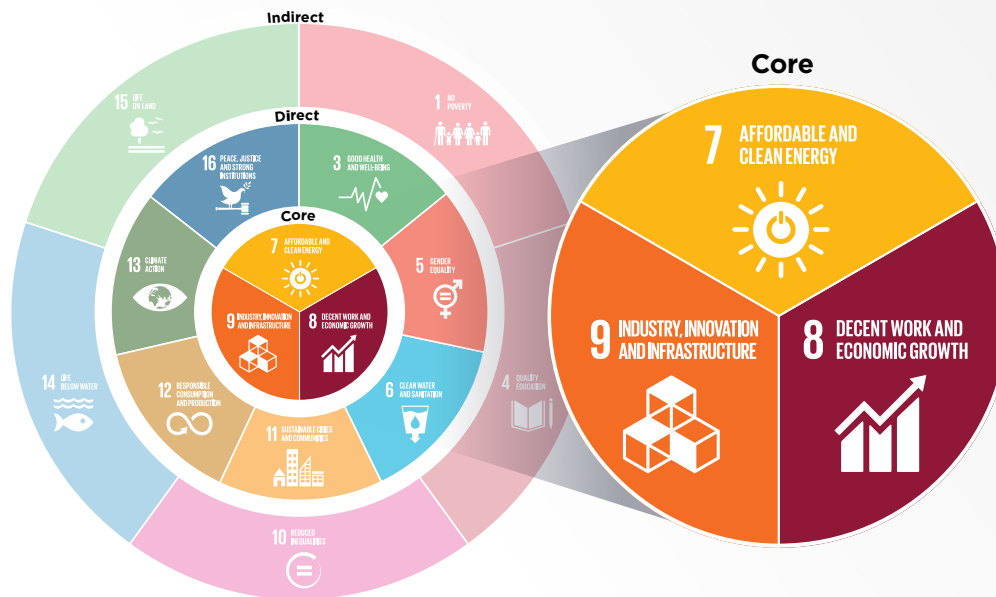 Indirect
15 LIFE
ON LAND
1 NO
POVERTY
14 LIFE
BELOW WATER
4 QUALITY
EDUCATION
10 REDUCED
INEQUALITIES
Direct
16 PEACE, JUSTICE
AND STRONG
INSTITUTIONS
3 GOOD HEALTH
AND WELL-BEING
13 CLIMATE
ACTION
5 GENDER
EQUALITY
12 RESPONSIBLE
CONSUMPTION
AND PRODUCTION
6 CLEAN WATER
AND SANITATION
11 SUSTAINABLE CITIES
AND COMMUNITIES
Core
7 AFFORDABLE AND
CLEAN ENERGY
9 INDUSTRY, INNOVATION
AND INFRASTRUCTURE
8 DECENT WORK AND
ECONOMIC GROWTH
Core
7 AFFORDABLE AND
CLEAN ENERGY
9 INDUSTRY, INNOVATION
AND INFRASTRUCTURE
8 DECENT WORK AND
ECONOMIC GROWTH